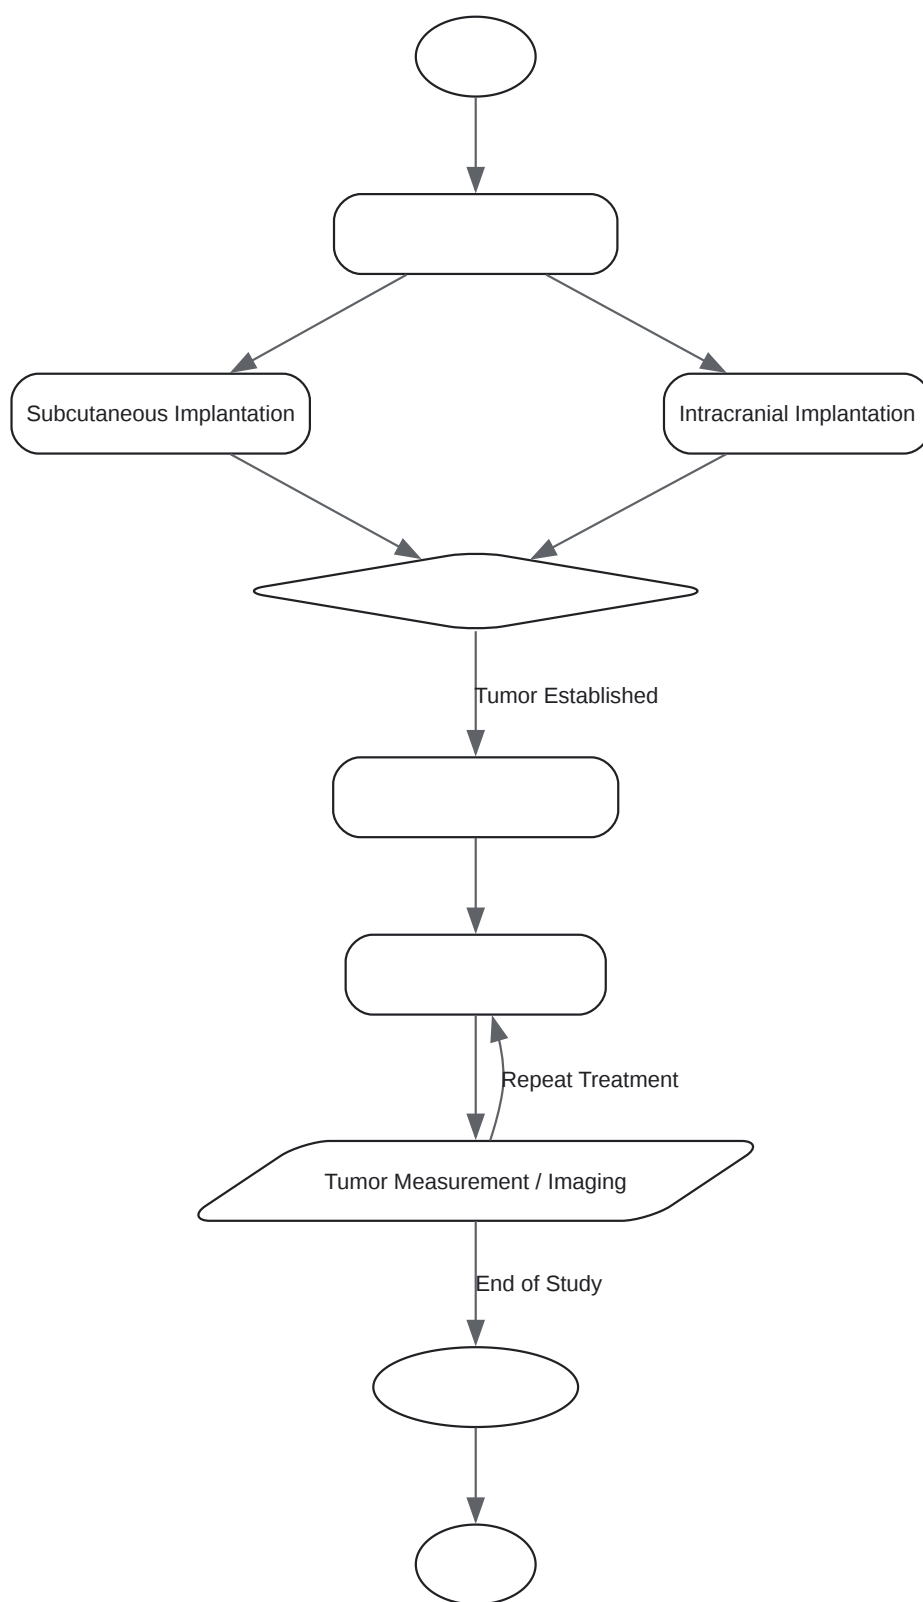 Subcutaneous Implantation
Intracranial Implantation
Tumor Established
Repeat Treatment
Tumor Measurement / Imaging
End of Study